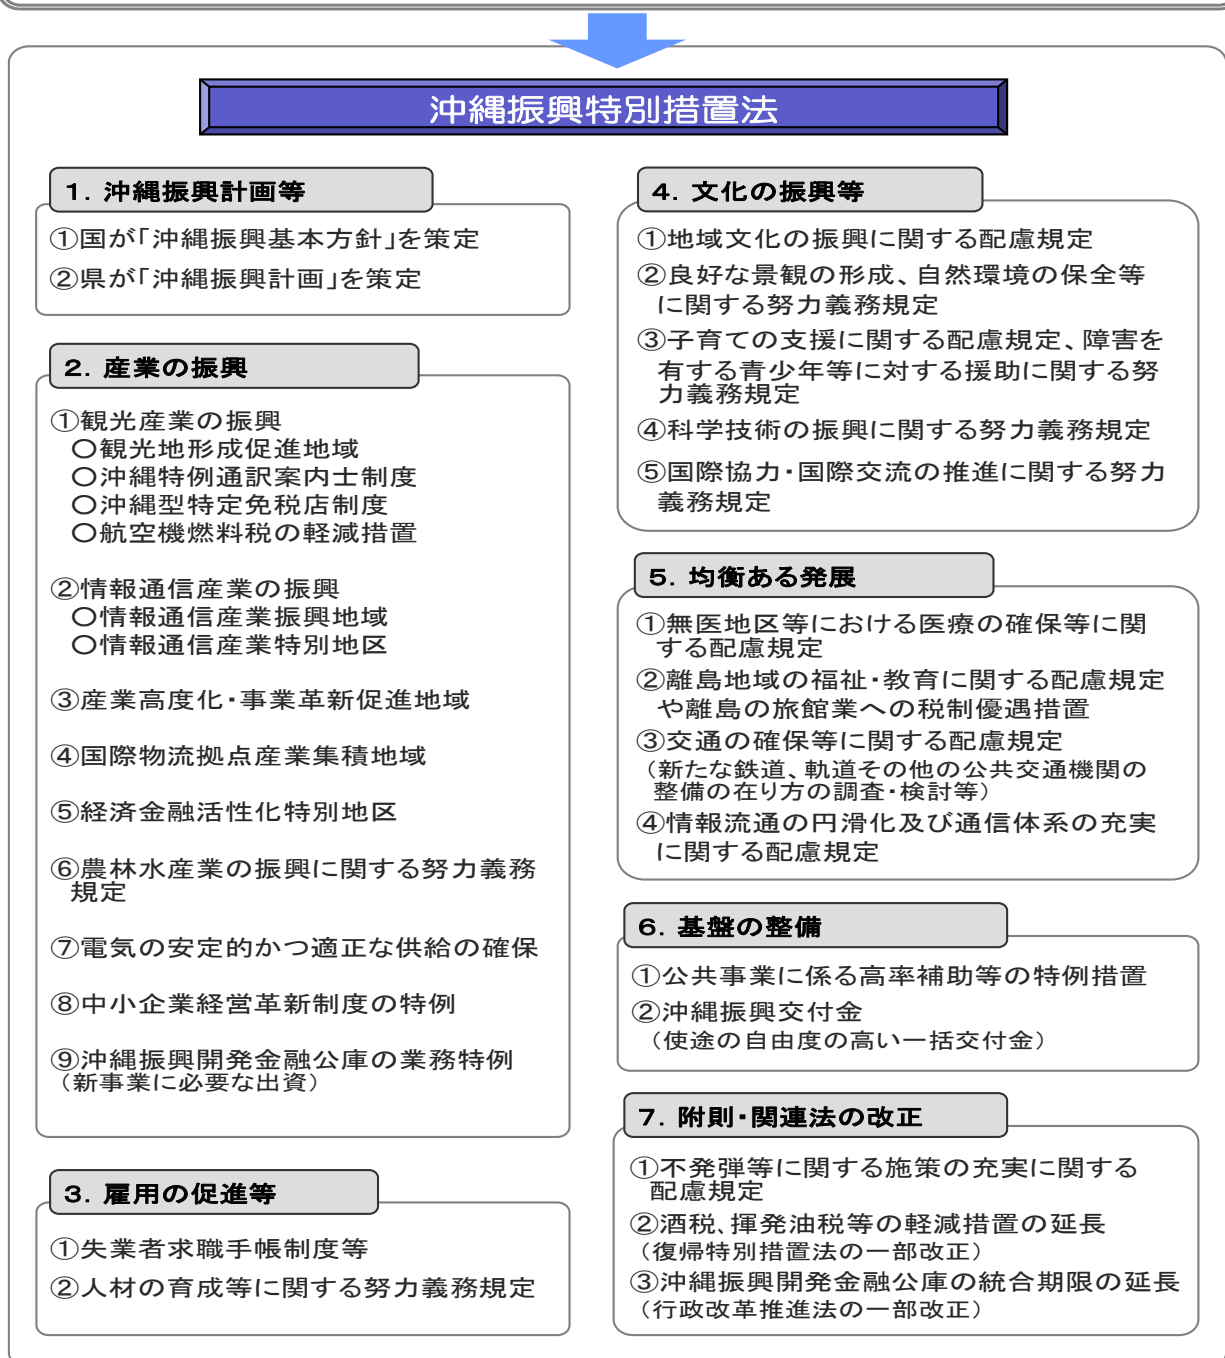 沖縄振興特別措置法
1．沖縄振興計画等
①国が「沖縄振興基本方針」を策定
②県が「沖縄振興計画」を策定
2．産業の振興
①観光産業の振興
○観光地形成促進地域
○沖縄特例通訳案内士制度
○沖縄型特定免税店制度
○航空機燃料税の軽減措置
②情報通信産業の振興
○情報通信産業振興地域
○情報通信産業特別地区
③産業高度化・事業革新促進地域
④国際物流拠点産業集積地域
⑤経済金融活性化特別地区
⑥農林水産業の振興に関する努力義務
規定
⑦電気の安定的かつ適正な供給の確保
⑧中小企業経営革新制度の特例
⑨沖縄振興開発金融公庫の業務特例
（新事業に必要な出資）
3．雇用の促進等
①失業者求職手帳制度等
②人材の育成等に関する努力義務規定
4．文化の振興等
①地域文化の振興に関する配慮規定
②良好な景観の形成、自然環境の保全等
に関する努力義務規定
③子育ての支援に関する配慮規定、障害を
有する青少年等に対する援助に関する努
力義務規定
④科学技術の振興に関する努力義務規定
⑤国際協力・国際交流の推進に関する努力
義務規定
5．均衡ある発展
①無医地区等における医療の確保等に関
する配慮規定
②離島地域の福祉・教育に関する配慮規定
や離島の旅館業への税制優遇措置
③交通の確保等に関する配慮規定
（新たな鉄道、軌道その他の公共交通機関の
整備の在り方の調査・検討等）
④情報流通の円滑化及び通信体系の充実
に関する配慮規定
6．基盤の整備
①公共事業に係る高率補助等の特例措置
②沖縄振興交付金
（使途の自由度の高い一括交付金）
7．附則・関連法の改正
①不発弾等に関する施策の充実に関する
配慮規定
②酒税、揮発油税等の軽減措置の延長
（復帰特別措置法の一部改正）
③沖縄振興開発金融公庫の統合期限の延長
（行政改革推進法の一部改正）